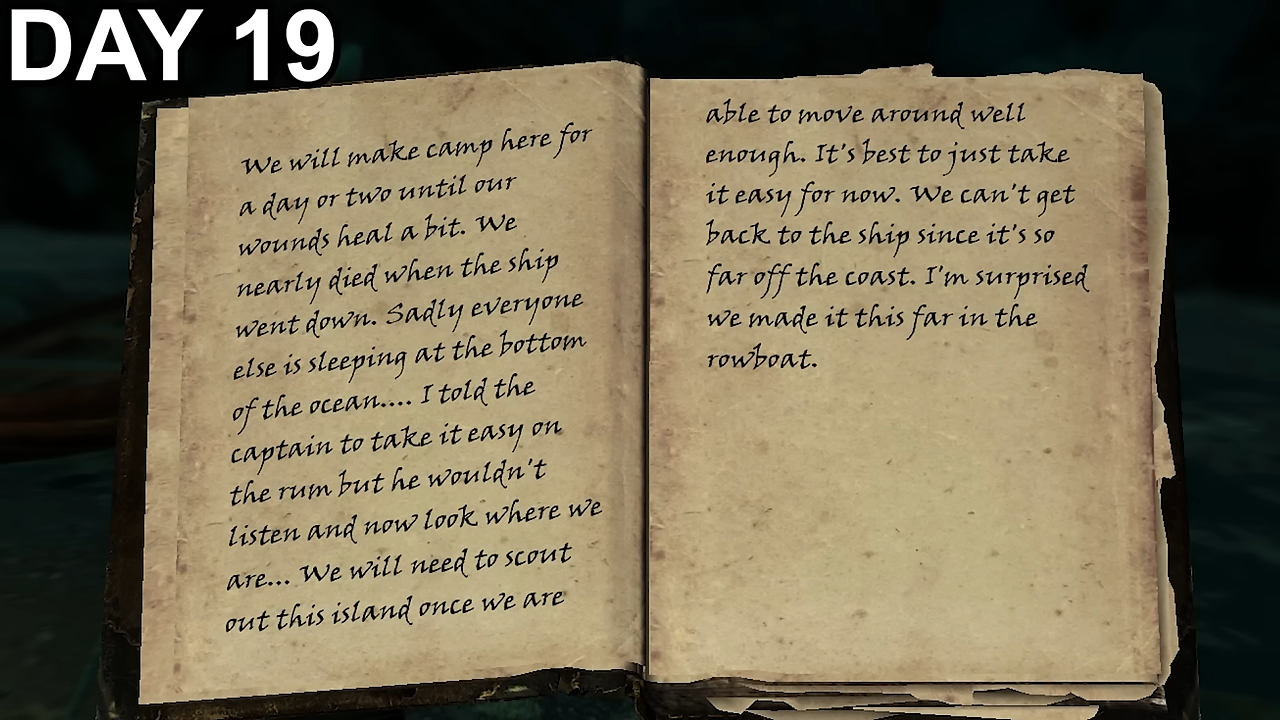 DAY 19
We will make camp here for
a day or two until our
wounds heal a bit. We
nearly died when the ship
went down. Sadly everyone
else is sleeping at the bottom
of the ocean.... I told the
captain to take it easy on
the rum but he wouldn't
listen and now look where we
are... We will need to scout
out this island once we are
able to move around well
enough. It's best to just take
it easy for now. We can't get
back to the ship since it's so
far off the coast. I'm surprised
we made it this far in the
rowboat.